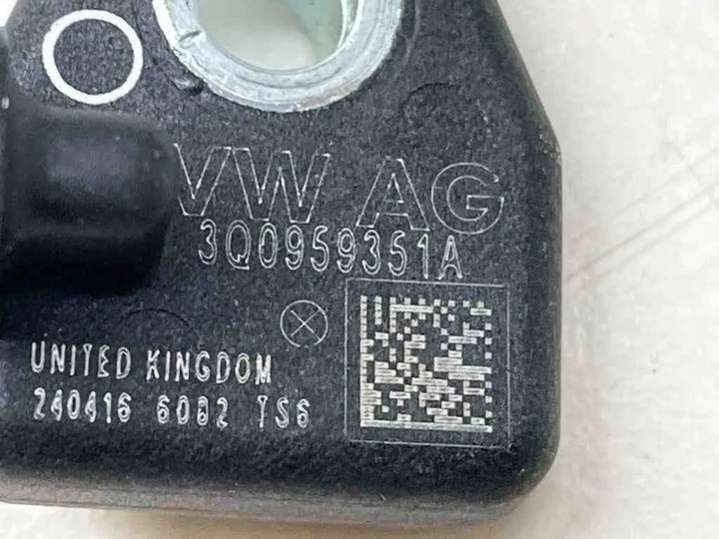 VW AG
3Q0959351A
UNITED KINGDOM
240416 6082 TS6